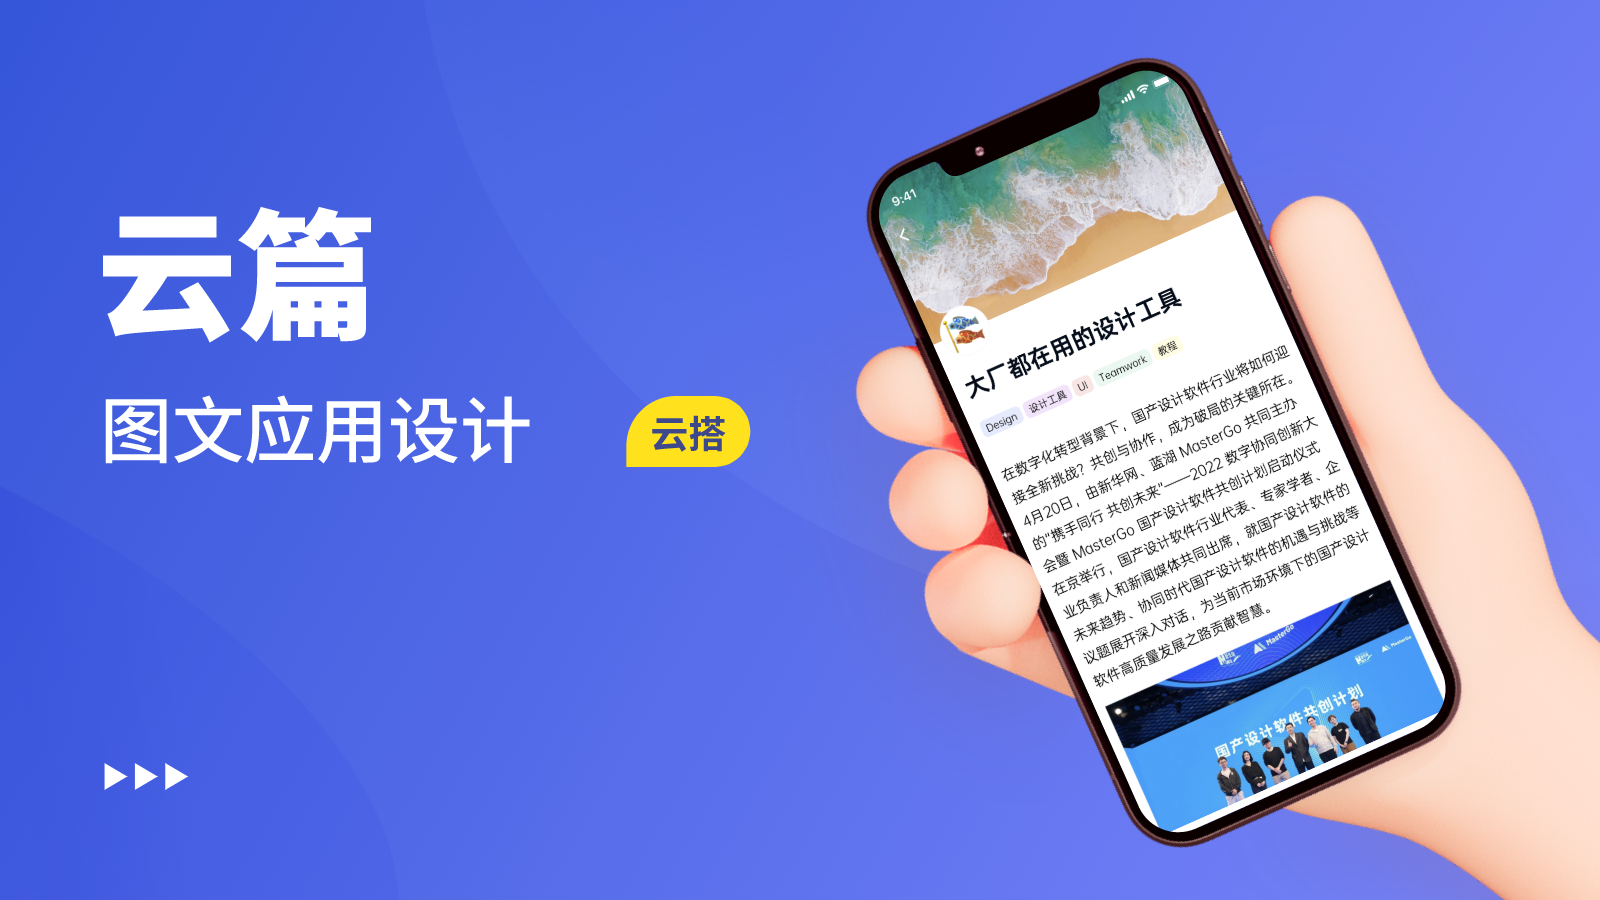 云篇
图文应用设计
云搭
9:41
大厂都在用的设计工具
Design 设计工具 UI Teamwork 教程
在数字化转型背景下，国产设计软件行业将如何迎
接全新挑战？共创与协作，成为破局的关键所在。
4月20日，由新华网、蓝湖 MasterGo 共同主办
的“携手同行 共创未来”——2022 数字协同创新大
会暨 MasterGo 国产设计软件共创计划启动仪式
在京举行，国产设计软件行业代表、专家学者、企
业负责人和新闻媒体共同出席，就国产设计软件的
未来趋势、协同时代国产设计软件的机遇与挑战等
议题展开深入对话，为当前市场环境下的国产设计
软件高质量发展之路贡献智慧。
MasterGo
MasterGo
国产设计软件共创计划